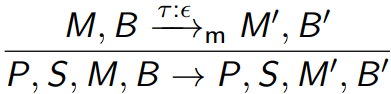 M, B —τ:ϵ→ₘ M′, B′
P, S, M, B → P, S, M′, B′